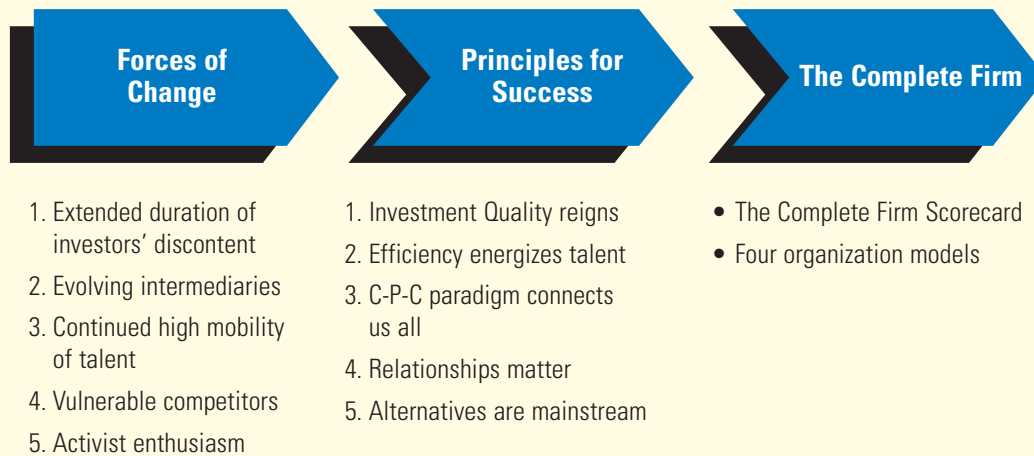 Forces of
Change
Principles for
Success
The Complete Firm
1. Extended duration of
investors’ discontent
2. Evolving intermediaries
3. Continued high mobility
of talent
4. Vulnerable competitors
5. Activist enthusiasm
1. Investment Quality reigns
2. Efficiency energizes talent
3. C-P-C paradigm connects
us all
4. Relationships matter
5. Alternatives are mainstream
• The Complete Firm Scorecard
• Four organization models